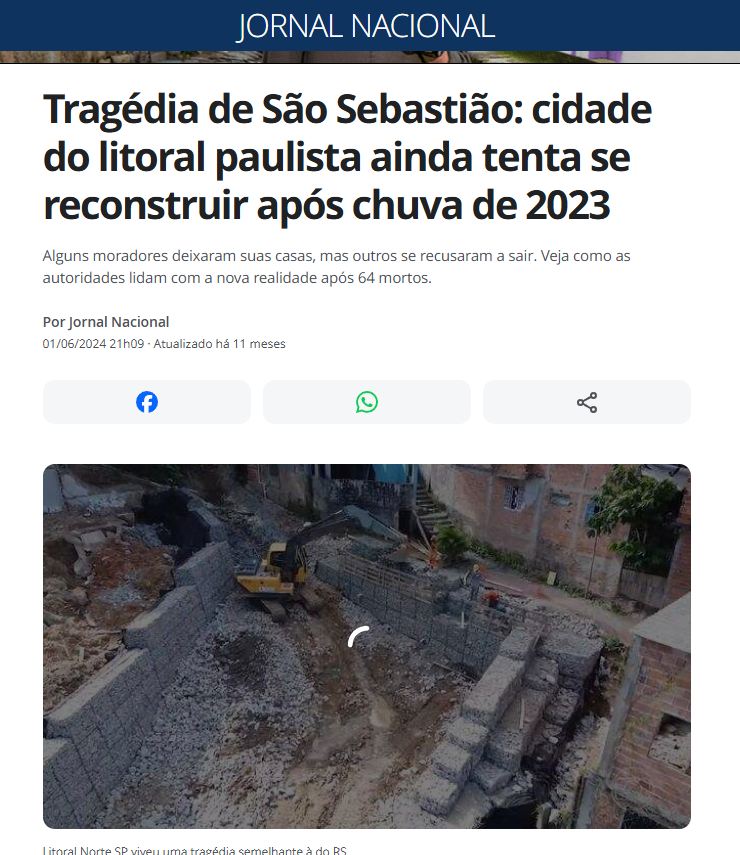 JORNAL NACIONAL
Tragédia de São Sebastião: cidade
do litoral paulista ainda tenta se
reconstruir após chuva de 2023
Alguns moradores deixaram suas casas, mas outros se recusaram a sair. Veja como as
autoridades lidam com a nova realidade após 64 mortos.
Por Jornal Nacional
01/06/2024 21h09 · Atualizado há 11 meses
Litoral Norte SP viveu uma tragédia semelhante à do RS